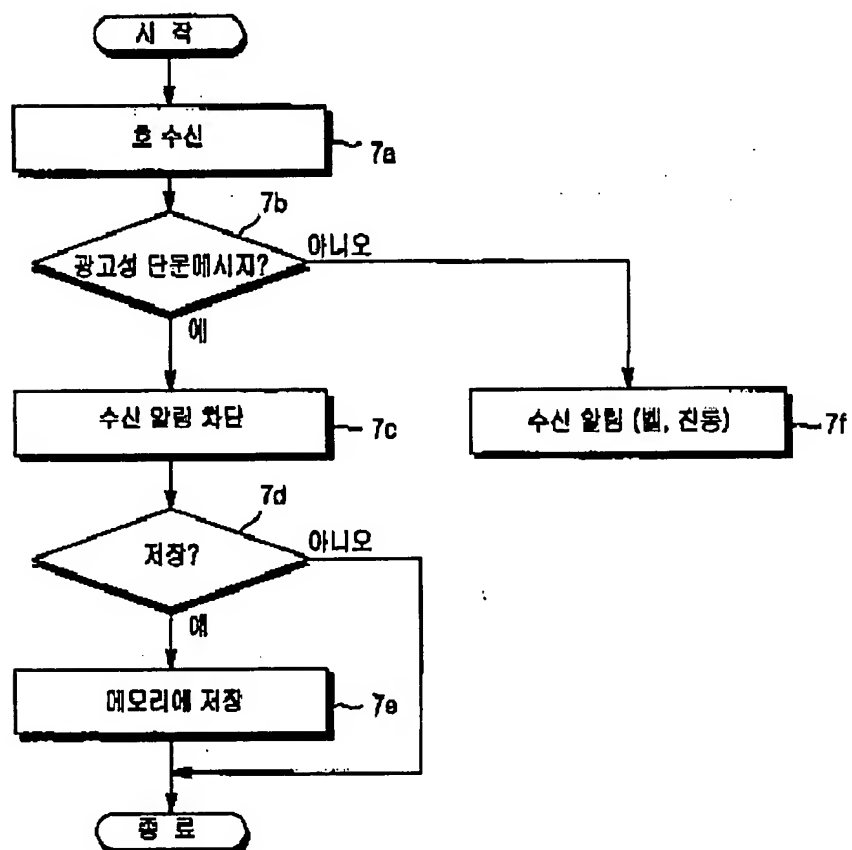 시 작
호 수신
7a
7b
광고성 단문메시지?
아니오
예
수신 알림 차단
7c
수신 알림 (벨, 진동)
7f
7d
저장?
아니오
예
메모리에 저장
7e
종 료